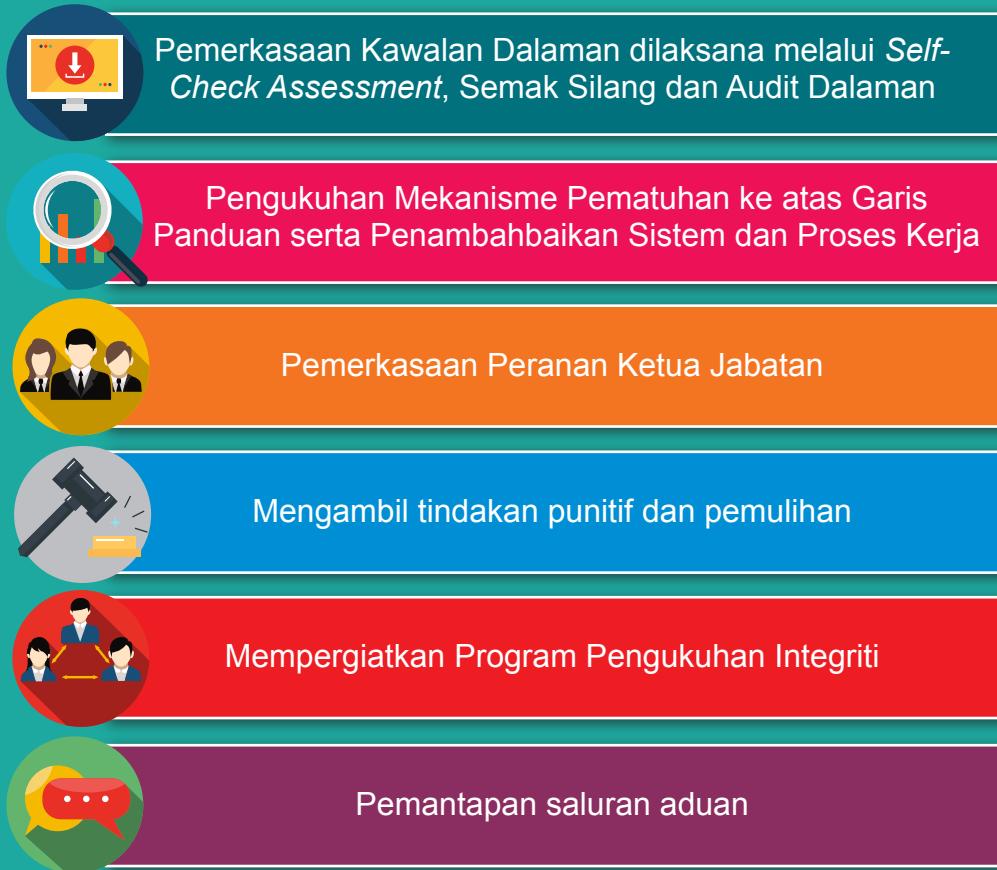 Pemerkasaan Kawalan Dalaman dilaksana melalui Self-
Check Assessment, Semak Silang dan Audit Dalaman
Pengukuhan Mekanisme Pematuhan ke atas Garis
Panduan serta Penambahbaikan Sistem dan Proses Kerja
Pemerkasaan Peranan Ketua Jabatan
Mengambil tindakan punitif dan pemulihan
Mempergiatkan Program Pengukuhan Integriti
Pemantapan saluran aduan